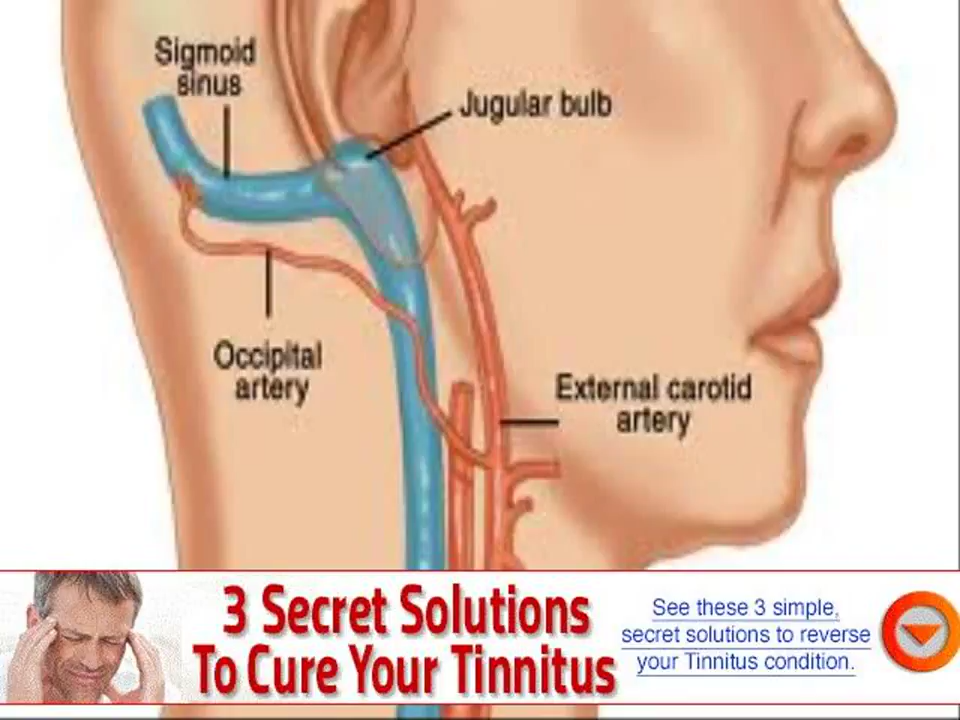 Sigmoid
sinus
Jugular bulb
Occipital
artery
External carotid
artery
3 Secret Solutions
To Cure Your Tinnitus
See these 3 simple,
secret solutions to reverse
your Tinnitus condition.